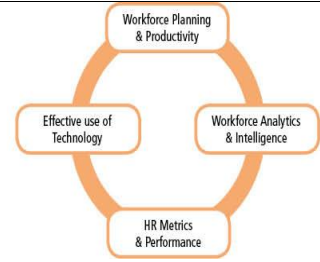 Workforce Planning
& Productivity
Effective use of
Technology
Workforce Analytics
& Intelligence
HR Metrics
& Performance